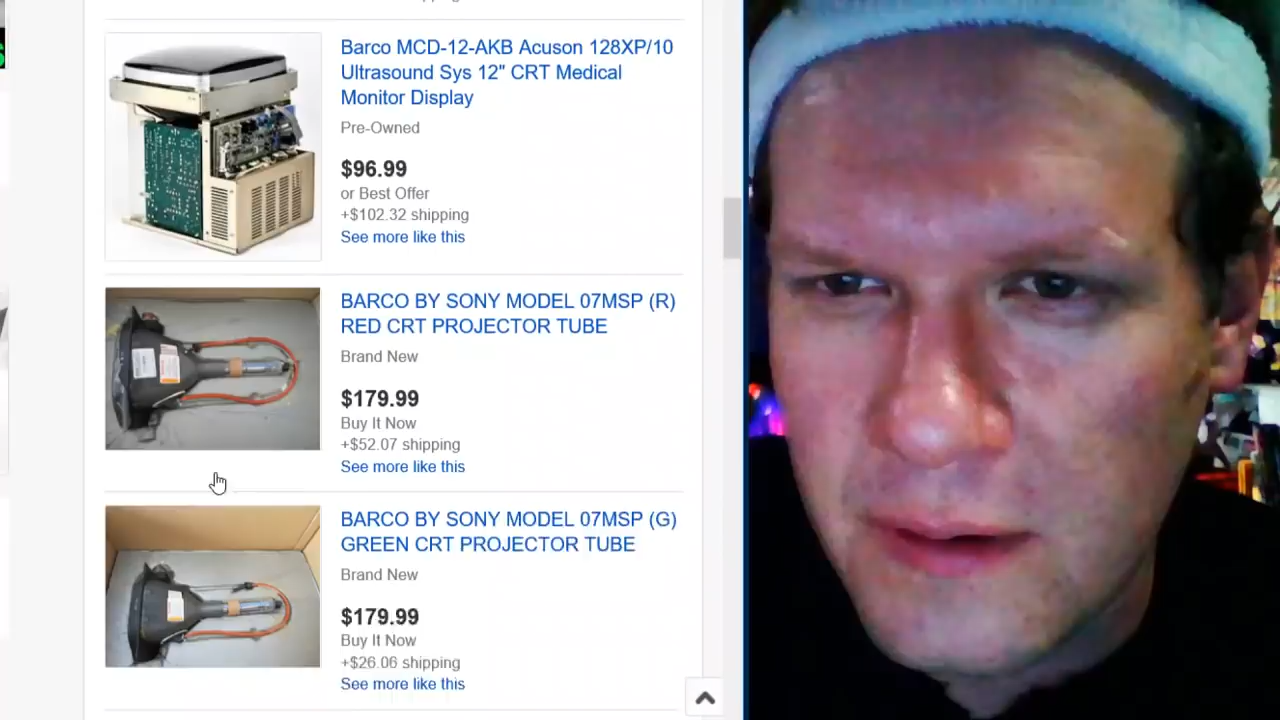 Barco MCD-12-AKB Acuson 128XP/10
Ultrasound Sys 12" CRT Medical
Monitor Display
Pre-Owned
$96.99
or Best Offer
+$102.32 shipping
See more like this
BARCO BY SONY MODEL 07MSP (R)
RED CRT PROJECTOR TUBE
Brand New
$179.99
Buy It Now
+$52.07 shipping
See more like this
BARCO BY SONY MODEL 07MSP (G)
GREEN CRT PROJECTOR TUBE
Brand New
$179.99
Buy It Now
+$26.06 shipping
See more like this